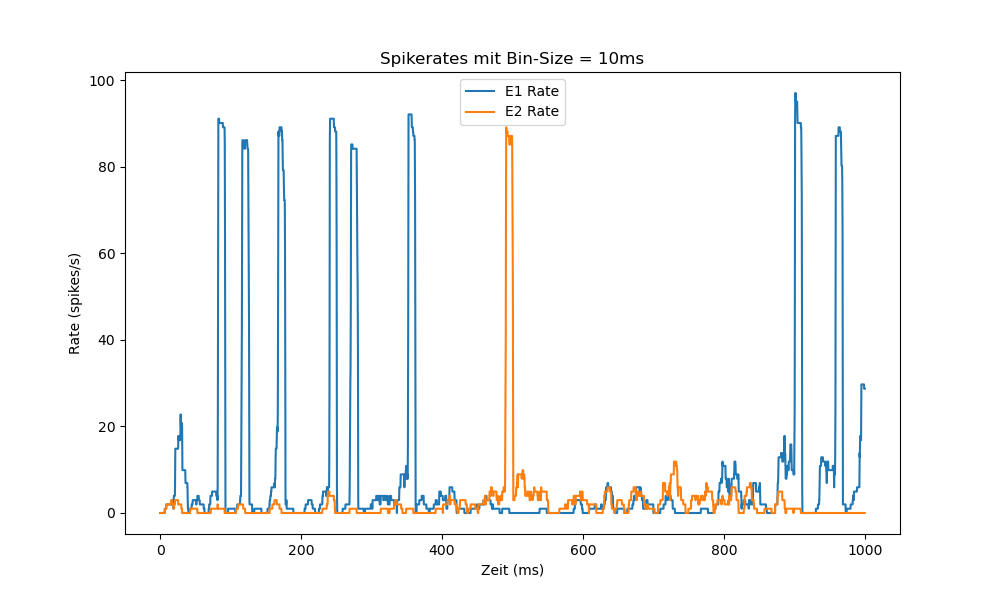 Spikerates mit Bin-Size = 10ms
E1 Rate
E2 Rate
100
80
60
40
20
0
Rate (spikes/s)
0 200 400 600 800 1000
Zeit (ms)